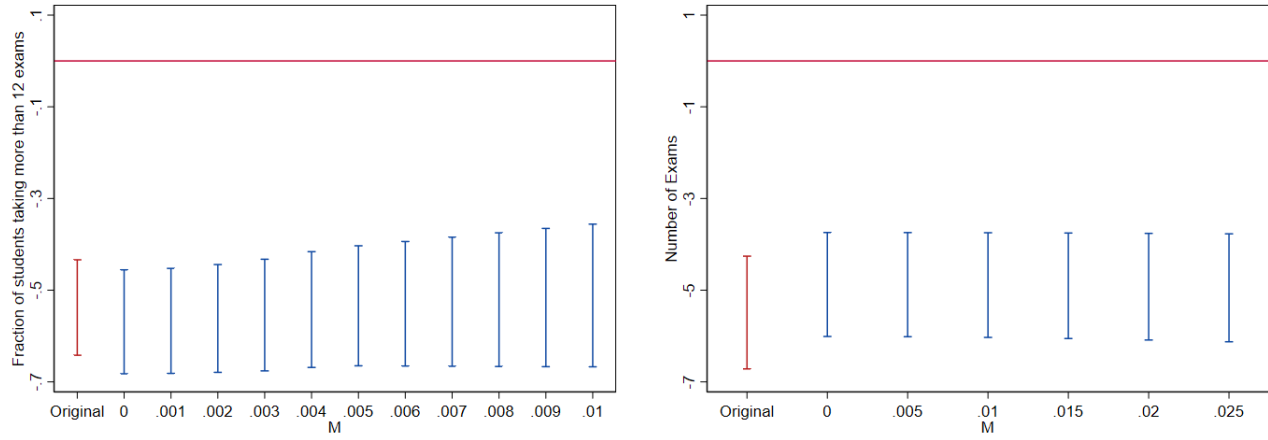 Fraction of students taking more than 12 exams
.1
-.1
-.3
-.5
-.7
Original 0 .001 .002 .003 .004 .005 .006 .007 .008 .009 .01
M
Number of Exams
1
-1
-3
-5
-7
Original 0 .005 .01 .015 .02 .025
M